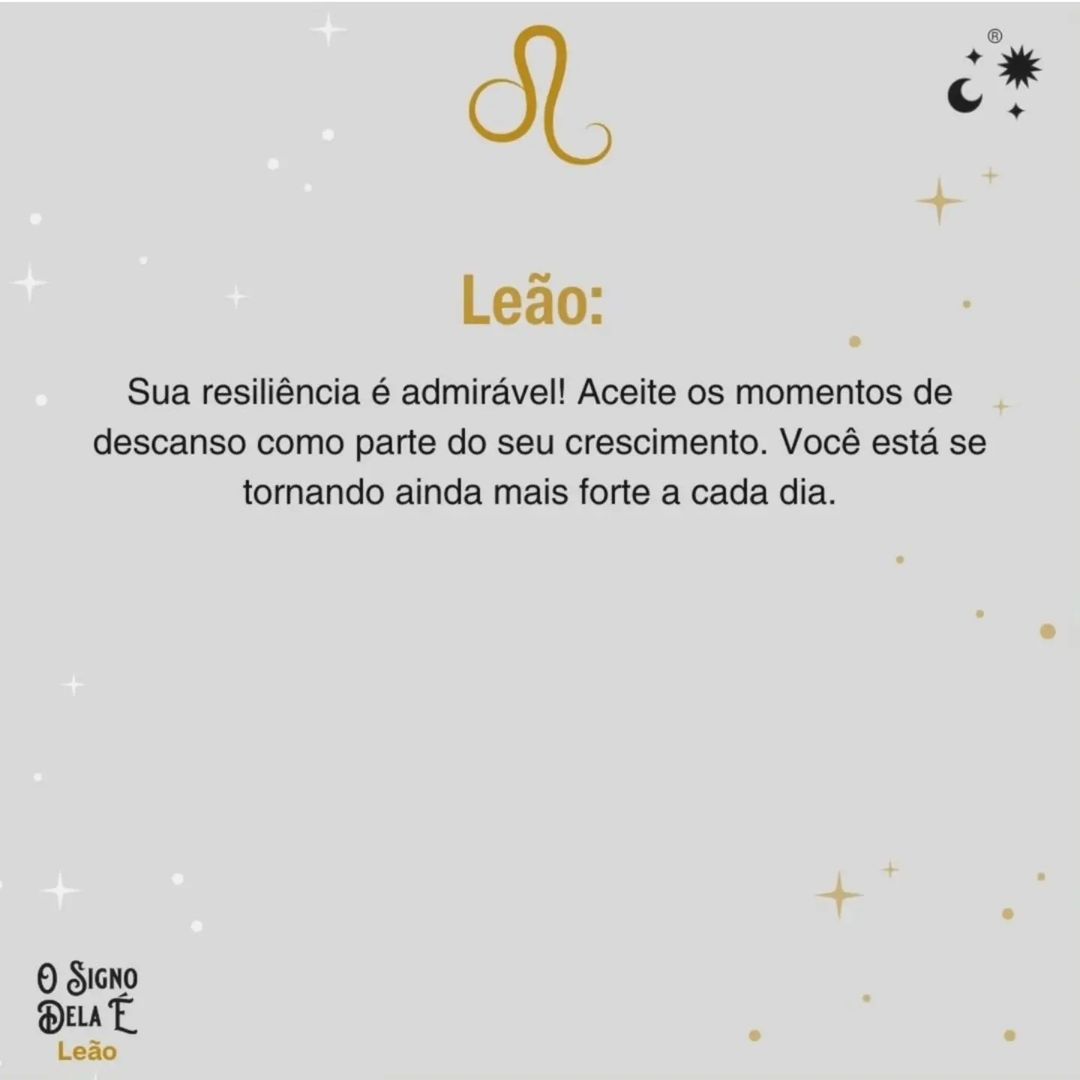 ®
Leão:
Sua resiliência é admirável! Aceite os momentos de
descanso como parte do seu crescimento. Você está se
tornando ainda mais forte a cada dia.
O SIGNO
DELA É
Leão